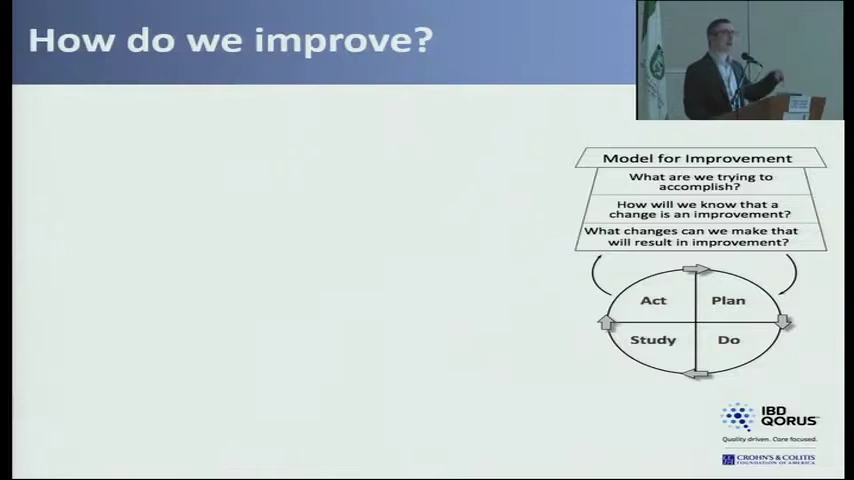 How do we improve?
Model for Improvement
What are we trying to
accomplish?
How will we know that a
change is an improvement?
What changes can we make that
will result in improvement?
Act
Plan
Study
Do
IBD
QORUS
Quality driven. Care focused.
CROHN'S & COLITIS
FOUNDATION OF AMERICA